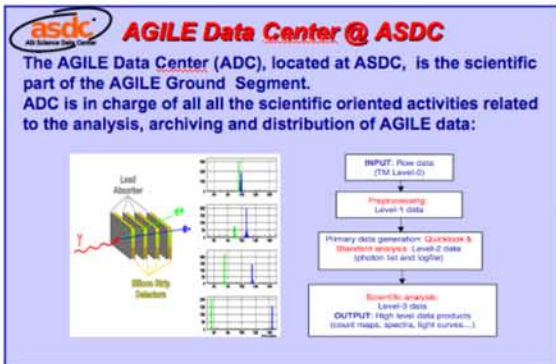 asdc
ASI Science Data Center
AGILE Data Center @ ASDC
The AGILE Data Center (ADC), located at ASDC, is the scientific
part of the AGILE Ground Segment.
ADC is in charge of all all the scientific oriented activities related
to the analysis, archiving and distribution of AGILE data:
Lead
Absorber
γ
e+
Silicon Strip
Detectors
INPUT: Row data
(TM Level-0)
Preprocessing:
Level-1 data
Primary data generation: Quicklook &
Standard analysis: Level-2 data
(photon list and logfile)
Scientific analysis:
Level-3 data
OUTPUT: High level data products
(count maps, spectra, light curves...)